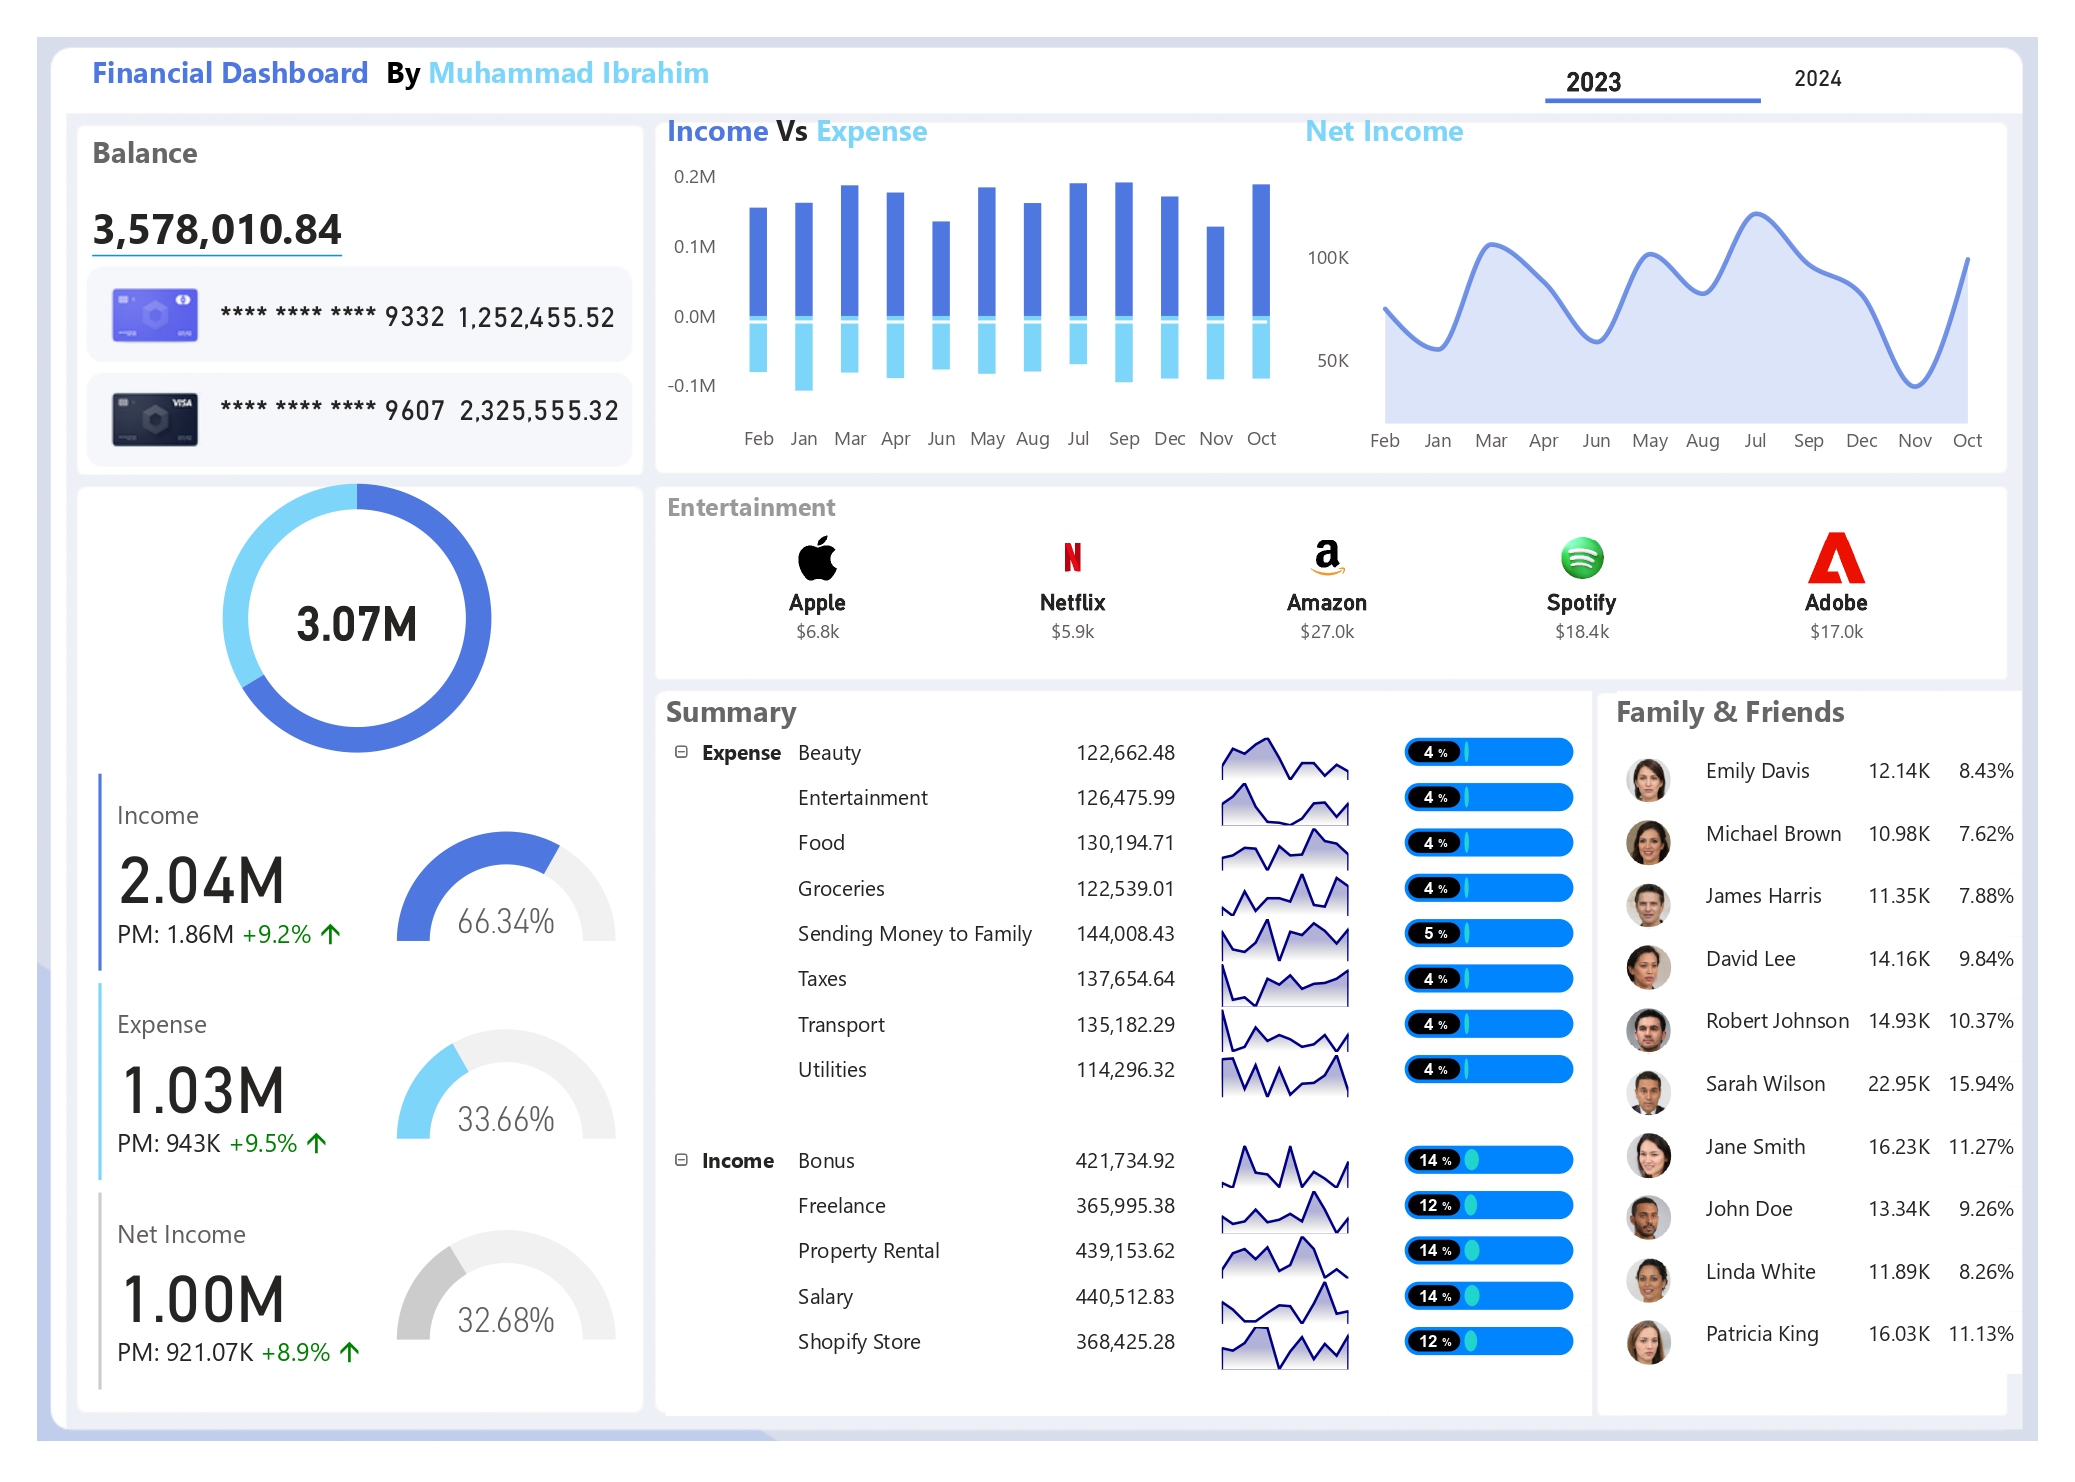 Financial Dashboard By Muhammad Ibrahim
2023
2024
Balance
3,578,010.84
**** **** **** 9332 1,252,455.52
VISA
**** **** **** 9607 2,325,555.32
Income Vs Expense
0.2M
0.1M
0.0M
-0.1M
Feb Jan Mar Apr Jun May Aug Jul Sep Dec Nov Oct
Net Income
100K
50K
Feb Jan Mar Apr Jun May Aug Jul Sep Dec Nov Oct
3.07M
Income
2.04M
PM: 1.86M +9.2% ↑
66.34%
Expense
1.03M
PM: 943K +9.5% ↑
33.66%
Net Income
1.00M
PM: 921.07K +8.9% ↑
32.68%
Entertainment
Apple Netflix Amazon Spotify Adobe
$6.8k $5.9k $27.0k $18.4k $17.0k
Summary
Expense Beauty 122,662.48 4 %
Entertainment 126,475.99 4 %
Food 130,194.71 4 %
Groceries 122,539.01 4 %
Sending Money to Family 144,008.43 5 %
Taxes 137,654.64 4 %
Transport 135,182.29 4 %
Utilities 114,296.32 4 %
Income Bonus 421,734.92 14 %
Freelance 365,995.38 12 %
Property Rental 439,153.62 14 %
Salary 440,512.83 14 %
Shopify Store 368,425.28 12 %
Family & Friends
Emily Davis 12.14K 8.43%
Michael Brown 10.98K 7.62%
James Harris 11.35K 7.88%
David Lee 14.16K 9.84%
Robert Johnson 14.93K 10.37%
Sarah Wilson 22.95K 15.94%
Jane Smith 16.23K 11.27%
John Doe 13.34K 9.26%
Linda White 11.89K 8.26%
Patricia King 16.03K 11.13%